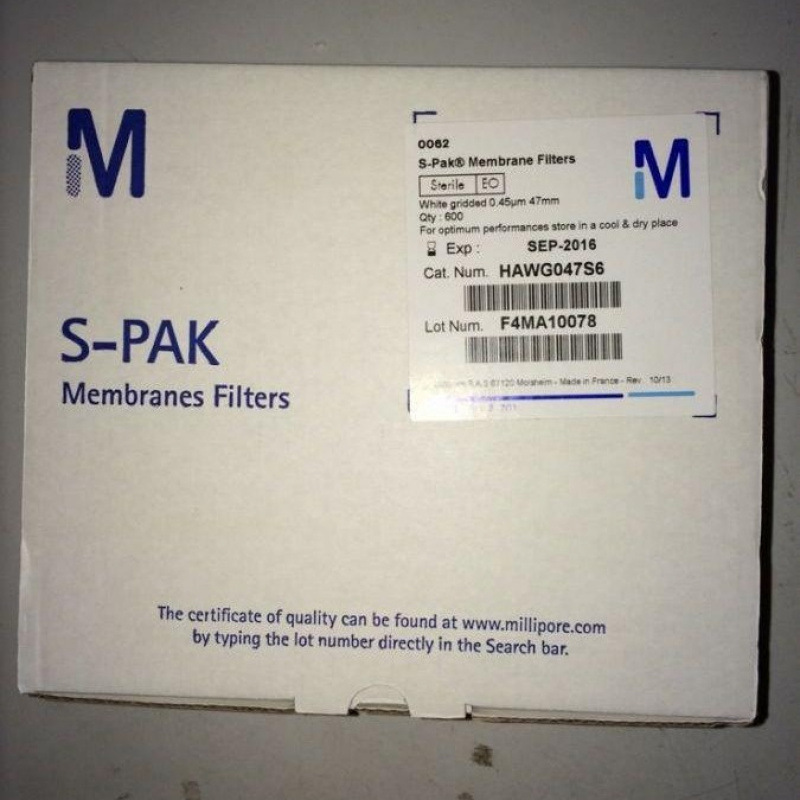 M
S-PAK
Membranes Filters
0062
S-Pak® Membrane Filters
Sterile EO
White gridded 0.45µm 47mm
Qty : 600
For optimum performances store in a cool & dry place
Exp : SEP-2016
Cat. Num. HAWG047S6
Lot Num. F4MA10078
S.A.S 67120 Molsheim - Made in France - Rev 10/13
M
The certificate of quality can be found at www.millipore.com
by typing the lot number directly in the Search bar.